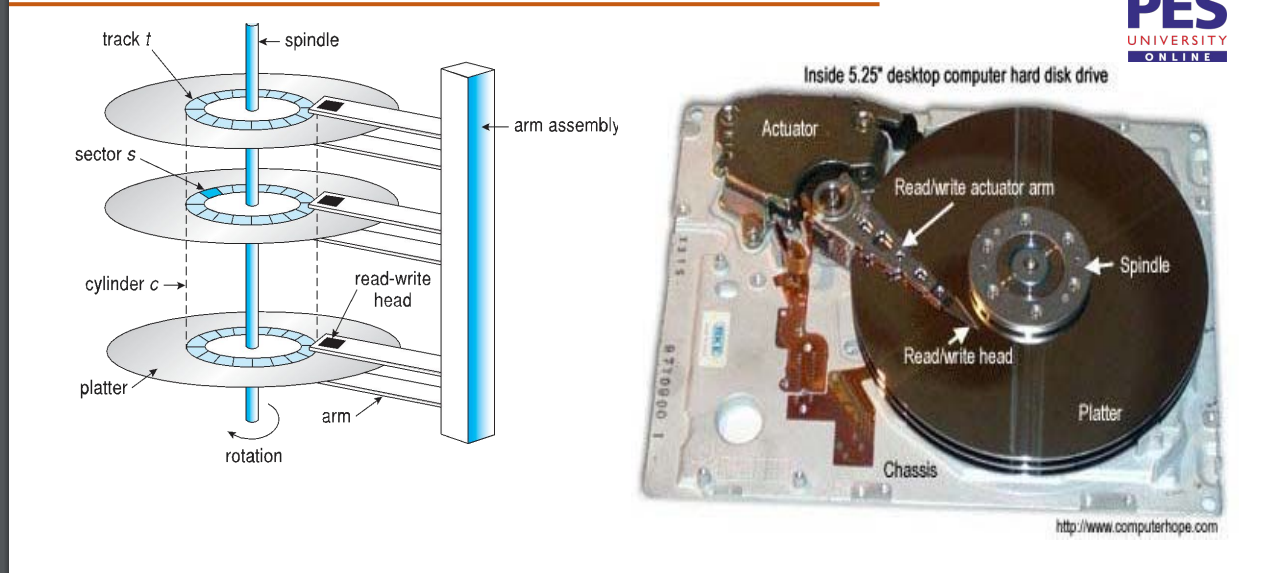 PES
UNIVERSITY
ONLINE
track t
spindle
arm assembly
sector s
cylinder c
read-write
head
platter
arm
rotation
Inside 5.25" desktop computer hard disk drive
Actuator
Read/write actuator arm
Spindle
Read/write head
Platter
Chassis
http://www.computerhope.com